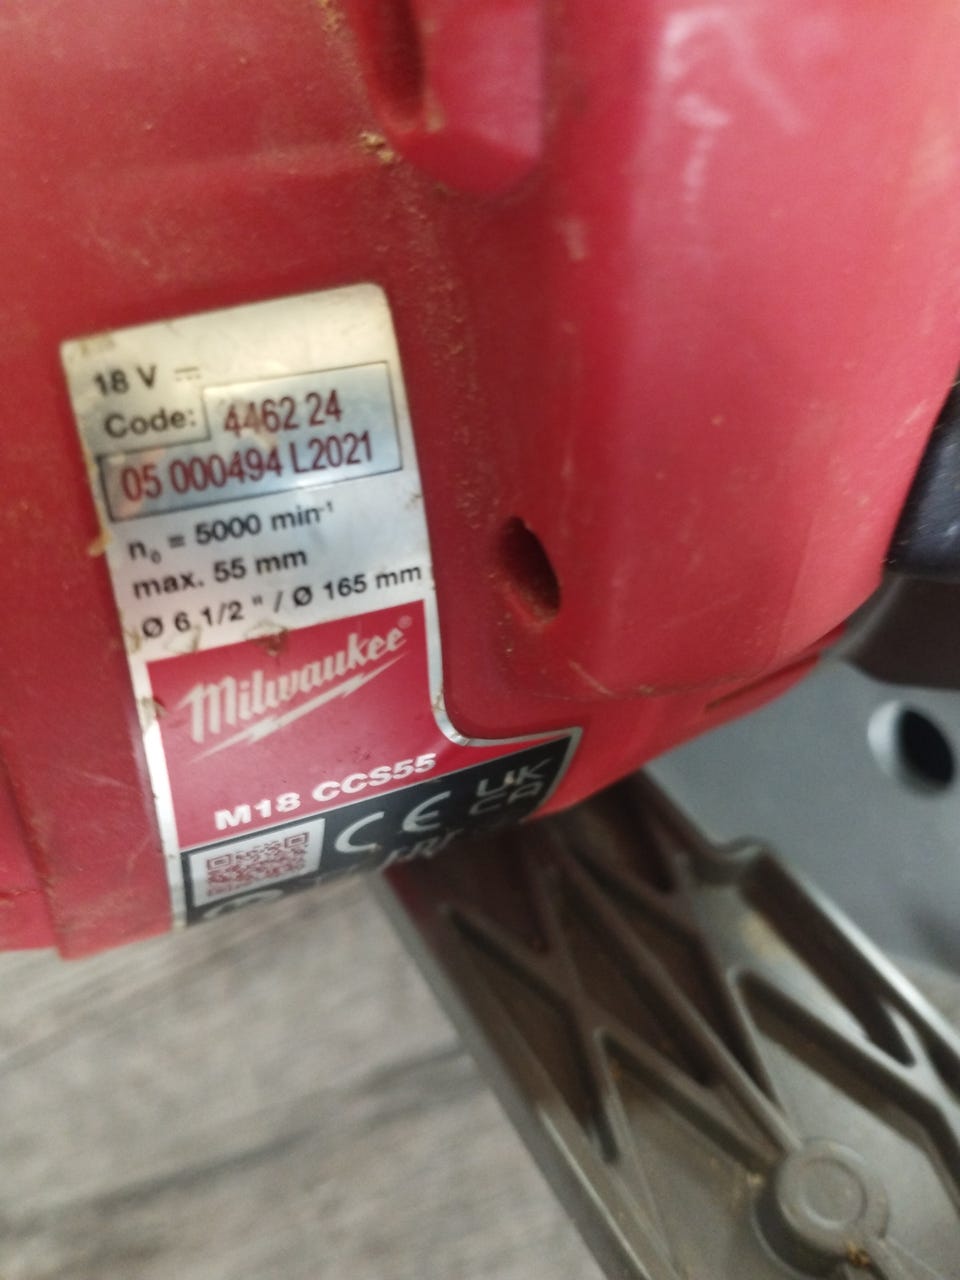 18 V ⎓
Code: 4462 24
05 000494 L2021
n₀ = 5000 min⁻¹
max. 55 mm
Ø 6 1/2 " / Ø 165 mm
Milwaukee®
M18 CCS55
CE
UK
CA
EAC